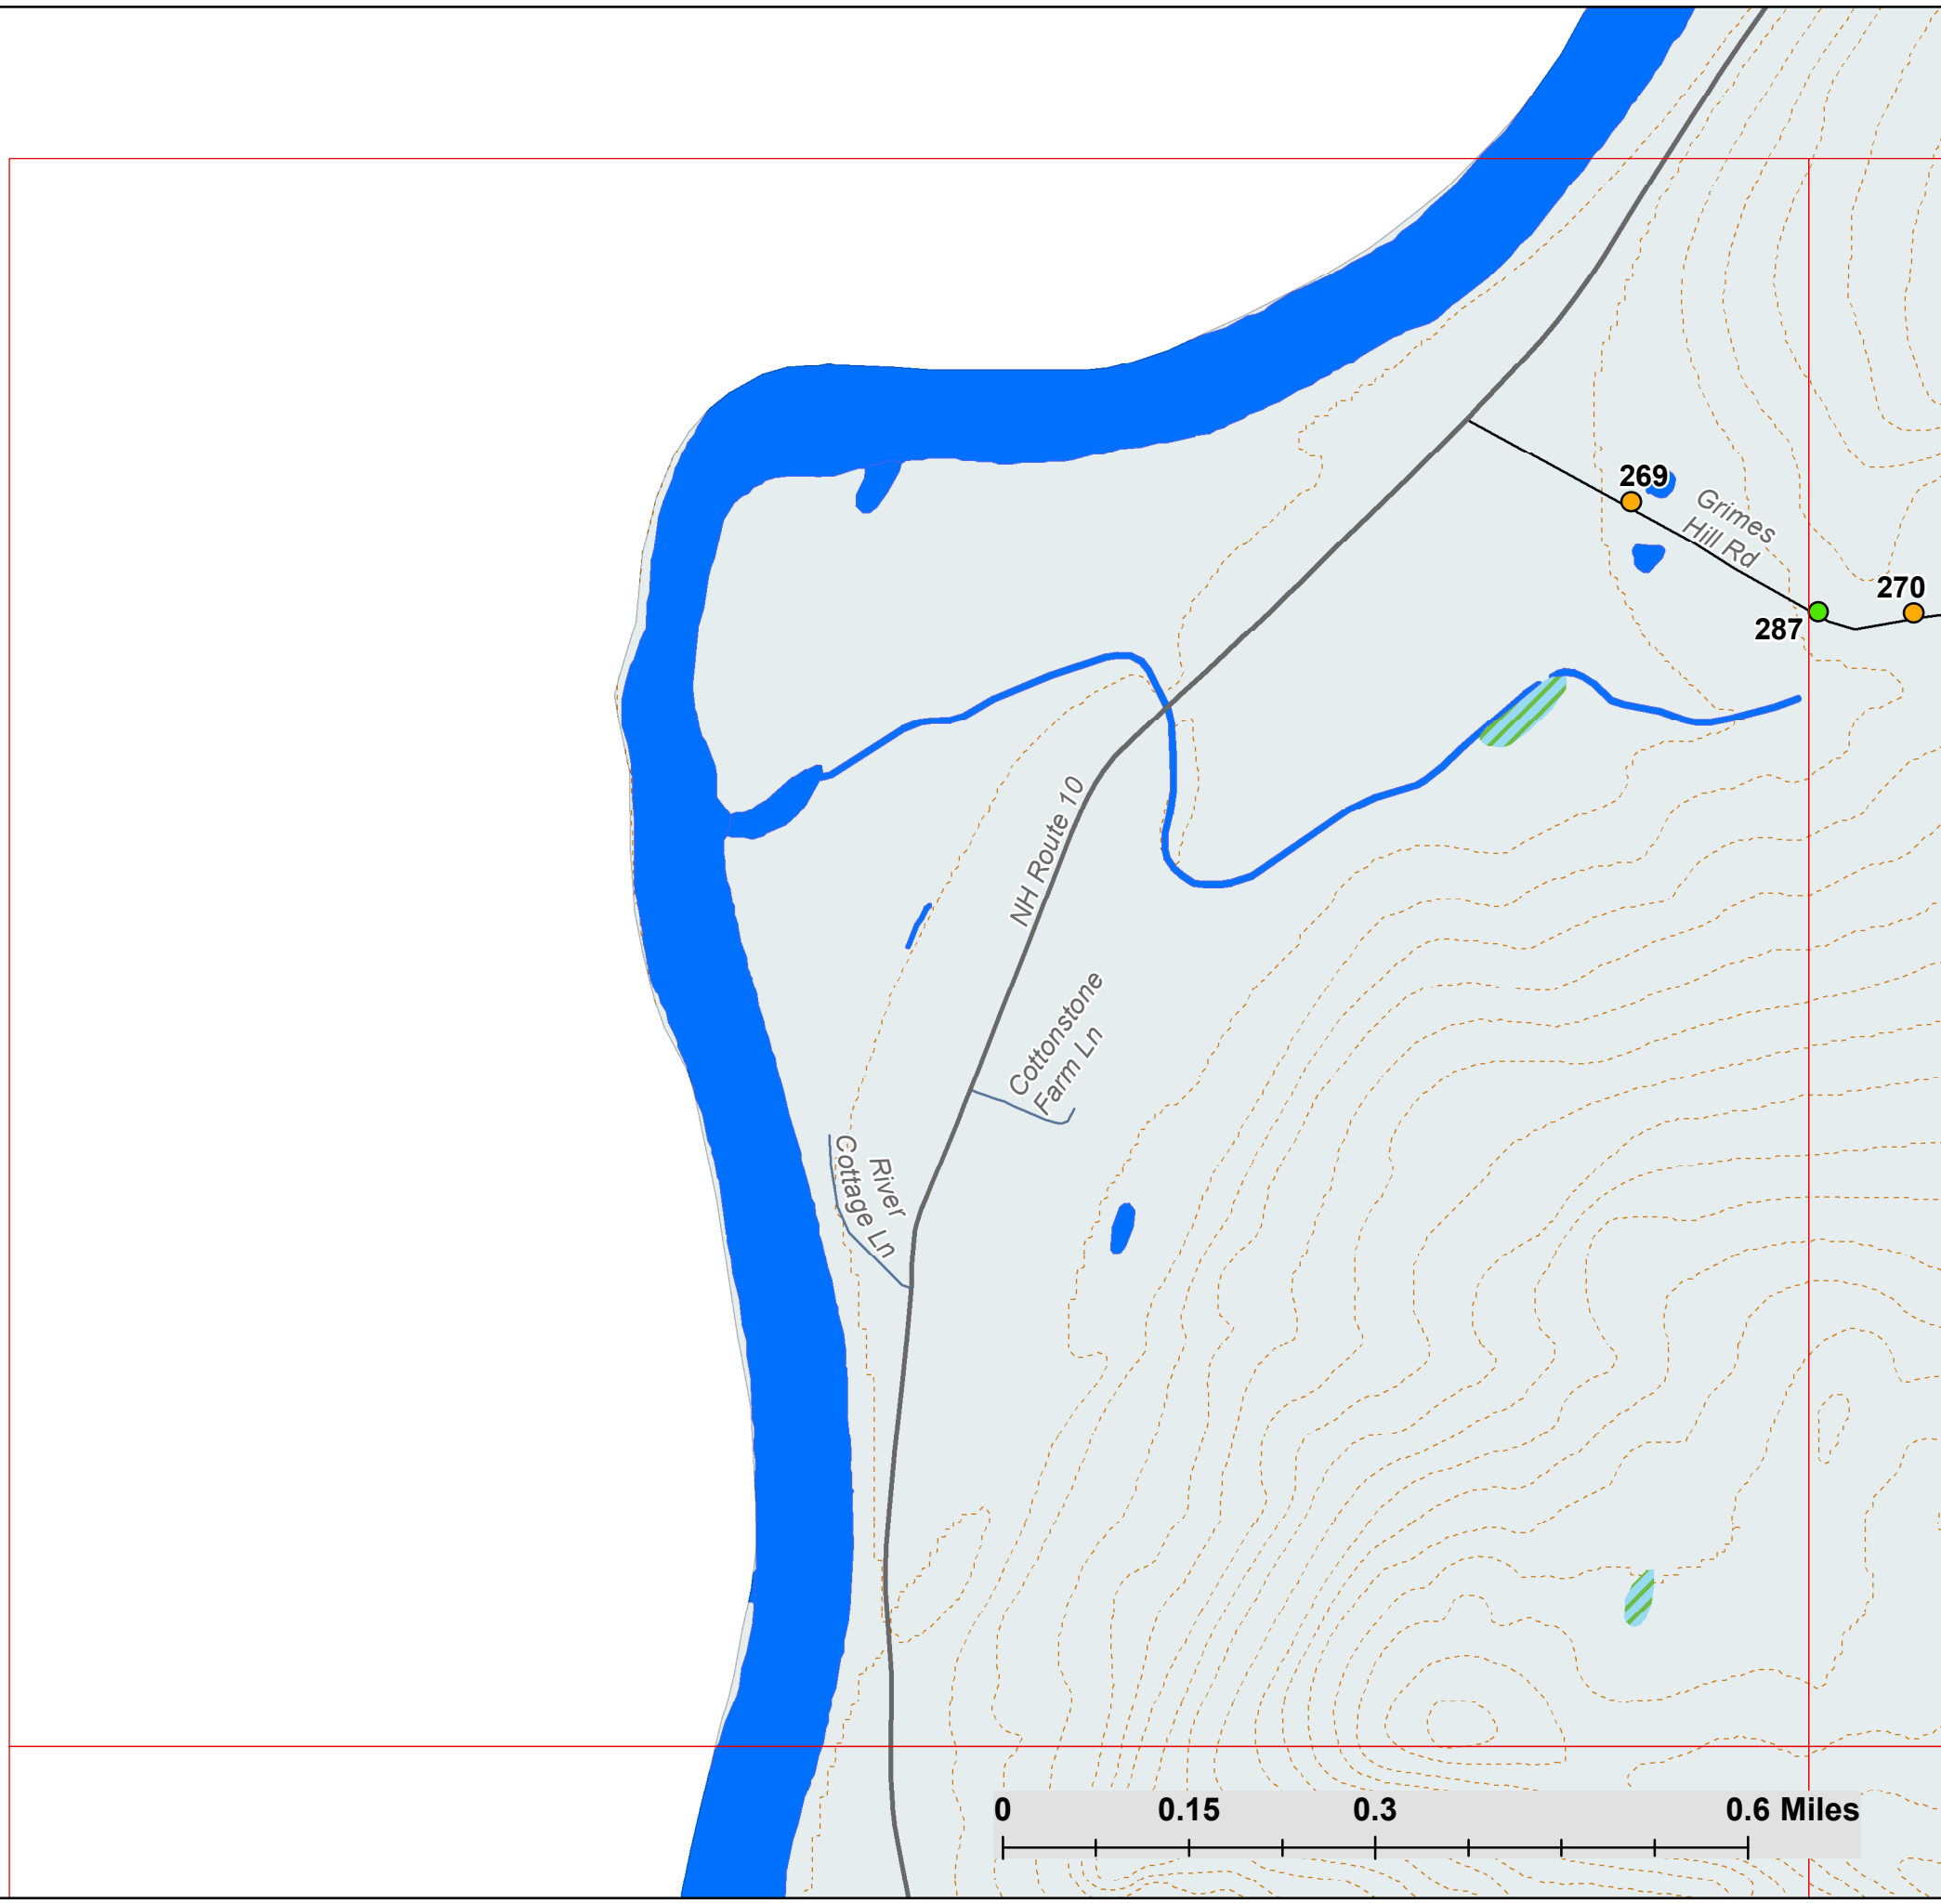 269
Grimes
Hill Rd
270
287
NH Route 10
Cottonstone
Farm Ln
River
Cottage Ln
0 0.15 0.3 0.6 Miles